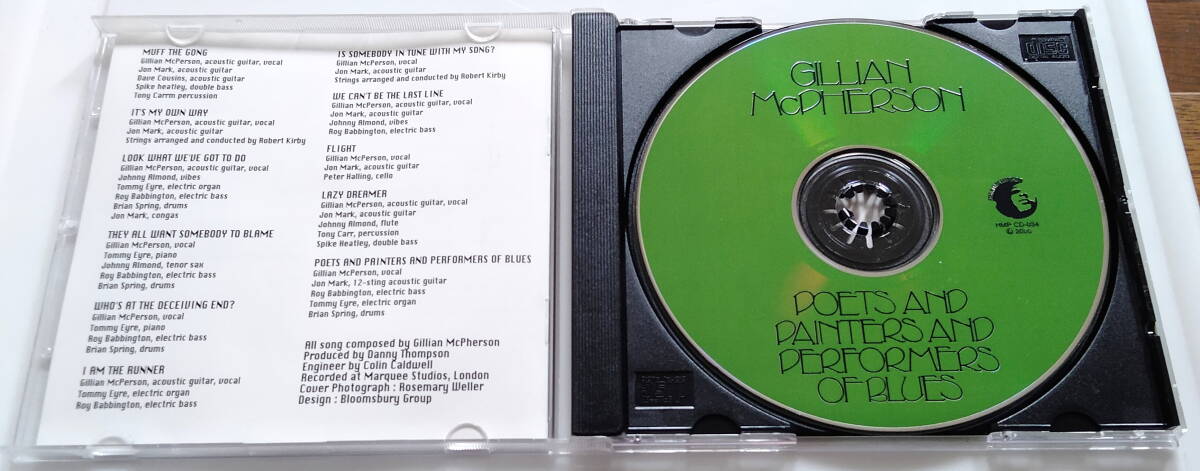 MUFF THE GONG
Gillian McPerson, acoustic guitar, vocal
Jon Mark, acoustic guitar
Dave Cousins, acoustic guitar
Spike heatley, double bass
Tony Carrm percussion
IT'S MY OWN WAY
Gillian McPerson, acoustic guitar, vocal
Jon Mark, acoustic guitar
Strings arranged and conducted by Robert Kirby
LOOK WHAT WE'VE GOT TO DO
Gillian McPerson, acoustic guitar, vocal
Johnny Almond, vibes
Tommy Eyre, electric organ
Roy Babbington, electric bass
Brian Spring, drums
Jon Mark, congas
THEY ALL WANT SOMEBODY TO BLAME
Gillian McPerson, vocal
Tommy Eyre, piano
Johnny Almond, tenor sax
Roy Babbington, electric bass
Brian Spring, drums
WHO'S AT THE DECEIVING END?
Gillian McPerson, vocal
Tommy Eyre, piano
Roy Babbington, electric bass
Brian Spring, drums
I AM THE RUNNER
Gillian McPerson, acoustic guitar, vocal
Tommy Eyre, electric organ
Roy Babbington, electric bass
IS SOMEBODY IN TUNE WITH MY SONG?
Gillian McPerson, vocal
Jon Mark, acoustic guitar
Strings arranged and conducted by Robert Kirby
WE CAN'T BE THE LAST LINE
Gillian McPerson, acoustic guitar, vocal
Jon Mark, acoustic guitar
Johnny Almond, vibes
Roy Babbington, electric bass
FLIGHT
Gillian McPerson, vocal
Jon Mark, acoustic guitar
Peter Halling, cello
LAZY DREAMER
Gillian McPerson, acoustic guitar, vocal
Jon Mark, acoustic guitar
Johnny Almond, flute
Tony Carr, percussion
Spike Heatley, double bass
POETS AND PAINTERS AND PERFORMERS OF BLUES
Gillian McPerson, vocal
Jon Mark, 12-sting acoustic guitar
Roy Babbington, electric bass
Tommy Eyre, electric organ
Brian Spring, drums
All song composed by Gillian McPherson
Produced by Danny Thompson
Engineer by Colin Caldwell
Recorded at Marquee Studios, London
Cover Photograph : Rosemary Weller
Design : Bloomsbury Group
GILLIAN
McPHERSON
HMP CD-034
POETS AND
PAINTERS AND
PERFORMERS
OF BLUES
disc